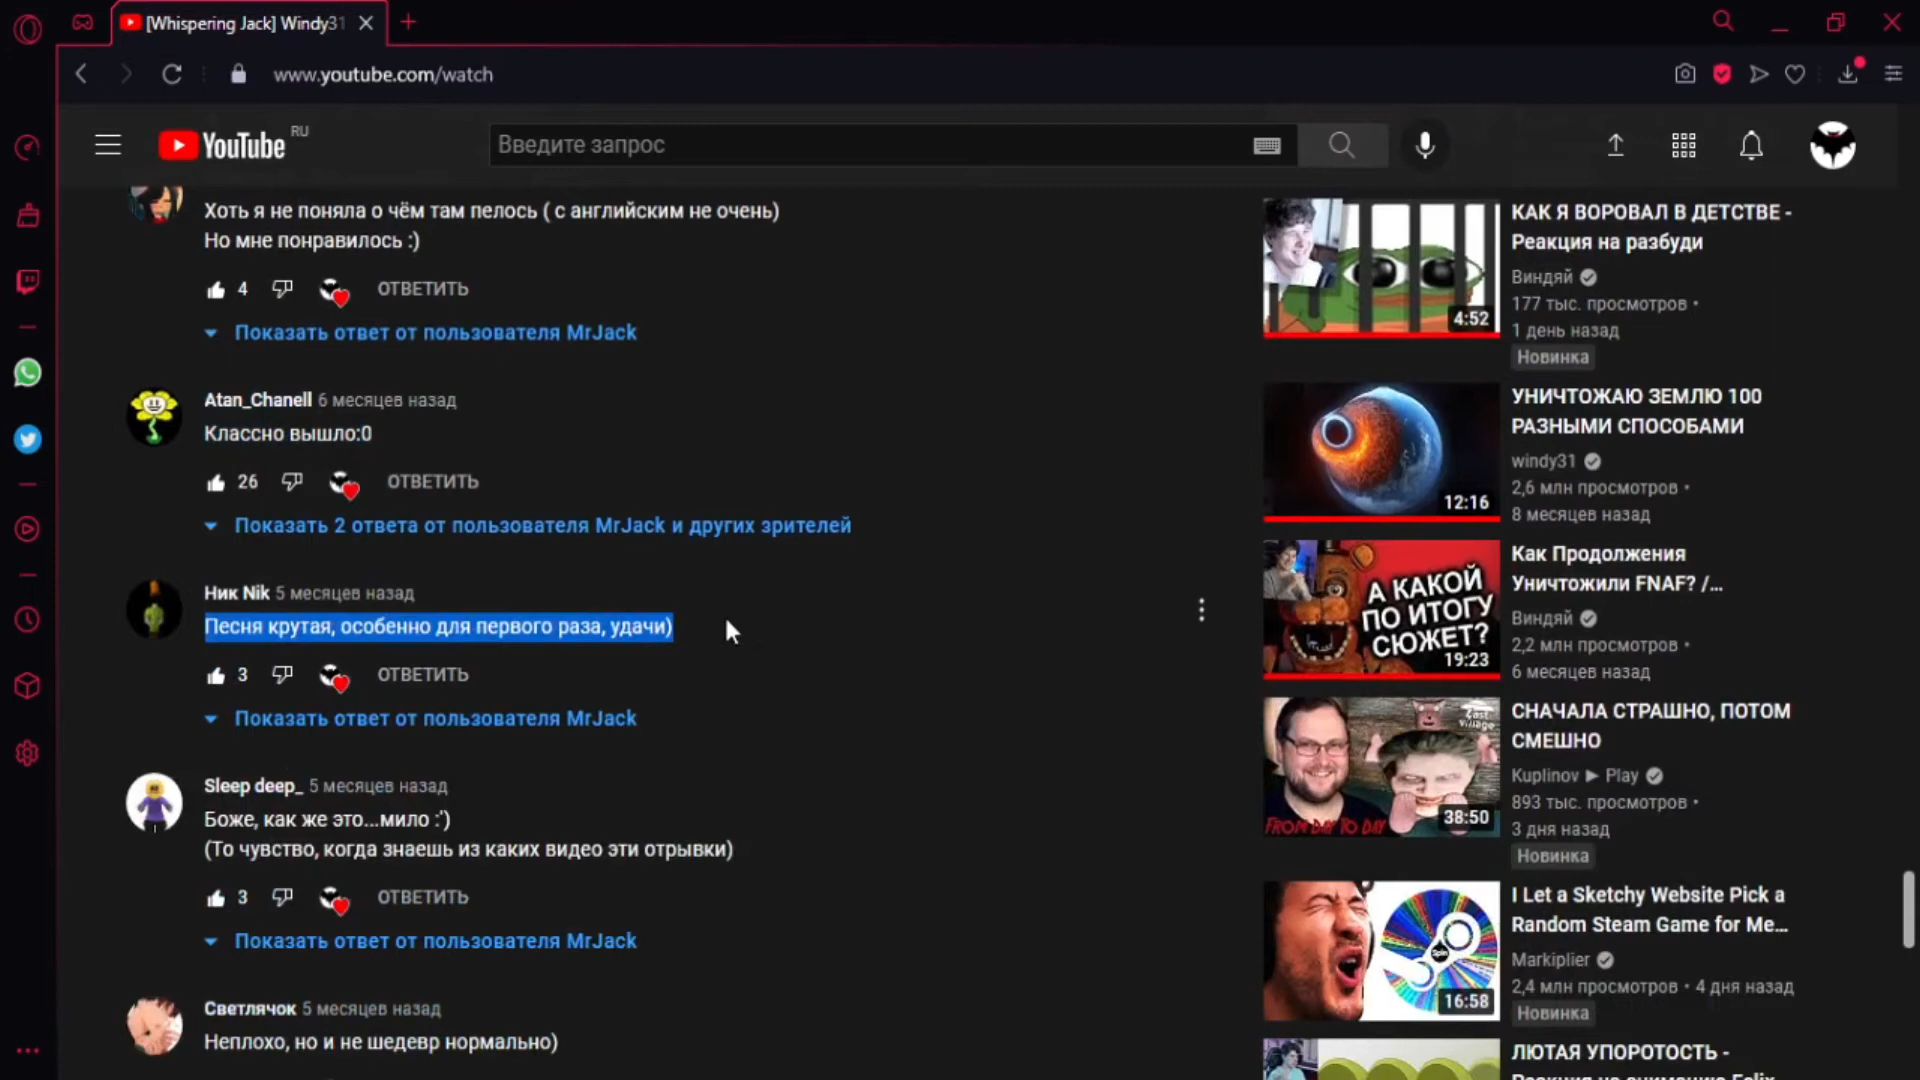 [Whispering Jack] Windy31
www.youtube.com/watch
YouTube RU
Введите запрос
Хоть я не поняла о чём там пелось ( с английским не очень)
Но мне понравилось :)
4 ОТВЕТИТЬ
Показать ответ от пользователя MrJack
Atan_Chanell 6 месяцев назад
Классно вышло:0
26 ОТВЕТИТЬ
Показать 2 ответа от пользователя MrJack и других зрителей
Ник Nik 5 месяцев назад
Песня крутая, особенно для первого раза, удачи)
3 ОТВЕТИТЬ
Показать ответ от пользователя MrJack
Sleep deep_ 5 месяцев назад
Боже, как же это...мило :')
(То чувство, когда знаешь из каких видео эти отрывки)
3 ОТВЕТИТЬ
Показать ответ от пользователя MrJack
Светлячок 5 месяцев назад
Неплохо, но и не шедевр нормально)
4:52
КАК Я ВОРОВАЛ В ДЕТСТВЕ -
Реакция на разбуди
Виндяй
177 тыс. просмотров •
1 день назад
Новинка
12:16
УНИЧТОЖАЮ ЗЕМЛЮ 100
РАЗНЫМИ СПОСОБАМИ
windy31
2,6 млн просмотров •
8 месяцев назад
А КАКОЙ
ПО ИТОГУ
СЮЖЕТ?
19:23
Как Продолжения
Уничтожили FNAF? /...
Виндяй
2,2 млн просмотров •
6 месяцев назад
Last
Village
FROM DAY TO DAY
38:50
СНАЧАЛА СТРАШНО, ПОТОМ
СМЕШНО
Kuplinov ► Play
893 тыс. просмотров •
3 дня назад
Новинка
Spin
16:58
I Let a Sketchy Website Pick a
Random Steam Game for Me...
Markiplier
2,4 млн просмотров • 4 дня назад
Новинка
ЛЮТАЯ УПОРОТОСТЬ -